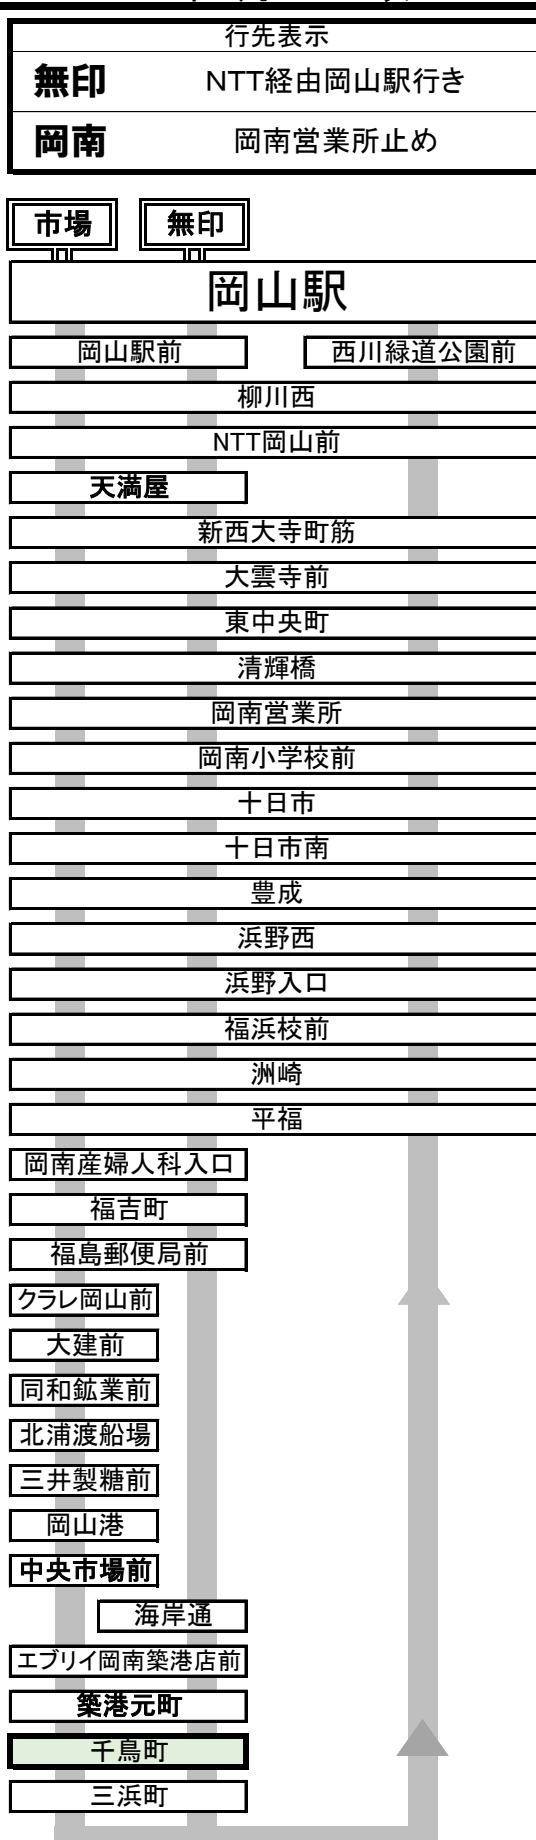 行先表示
無印 NTT経由岡山駅行き
岡南 岡南営業所止め
市場 無印
岡山駅
岡山駅前 西川緑道公園前
柳川西
NTT岡山前
天満屋
新西大寺町筋
大雲寺前
東中央町
清輝橋
岡南営業所
岡南小学校前
十日市
十日市南
豊成
浜野西
浜野入口
福浜校前
洲崎
平福
岡南産婦人科入口
福吉町
福島郵便局前
クラレ岡山前
大建前
同和鉱業前
北浦渡船場
三井製糖前
岡山港
中央市場前
海岸通
エブリイ岡南築港店前
築港元町
千鳥町
三浜町